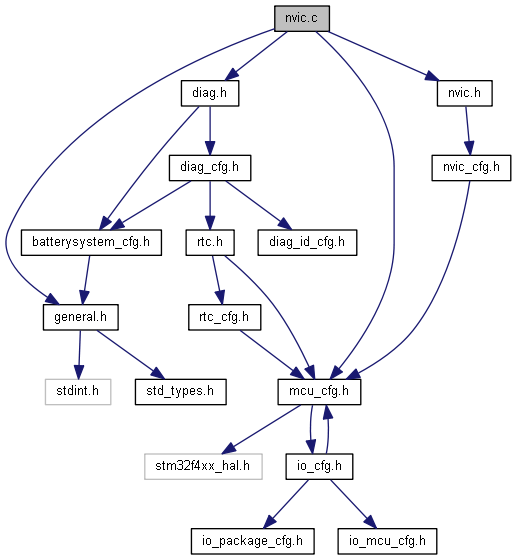 nvic.c
diag.h
nvic.h
diag_cfg.h
nvic_cfg.h
batterysystem_cfg.h
rtc.h
diag_id_cfg.h
general.h
rtc_cfg.h
stdint.h
std_types.h
mcu_cfg.h
stm32f4xx_hal.h
io_cfg.h
io_package_cfg.h
io_mcu_cfg.h